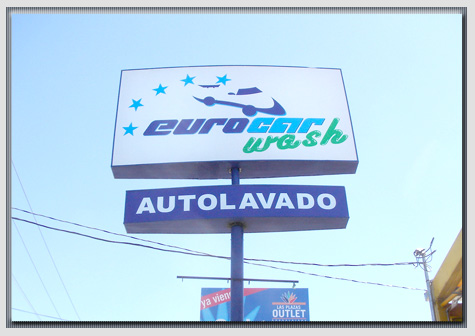 eurocar
wash
AUTOLAVADO
ya viene
LAS PLAZAS
OUTLET